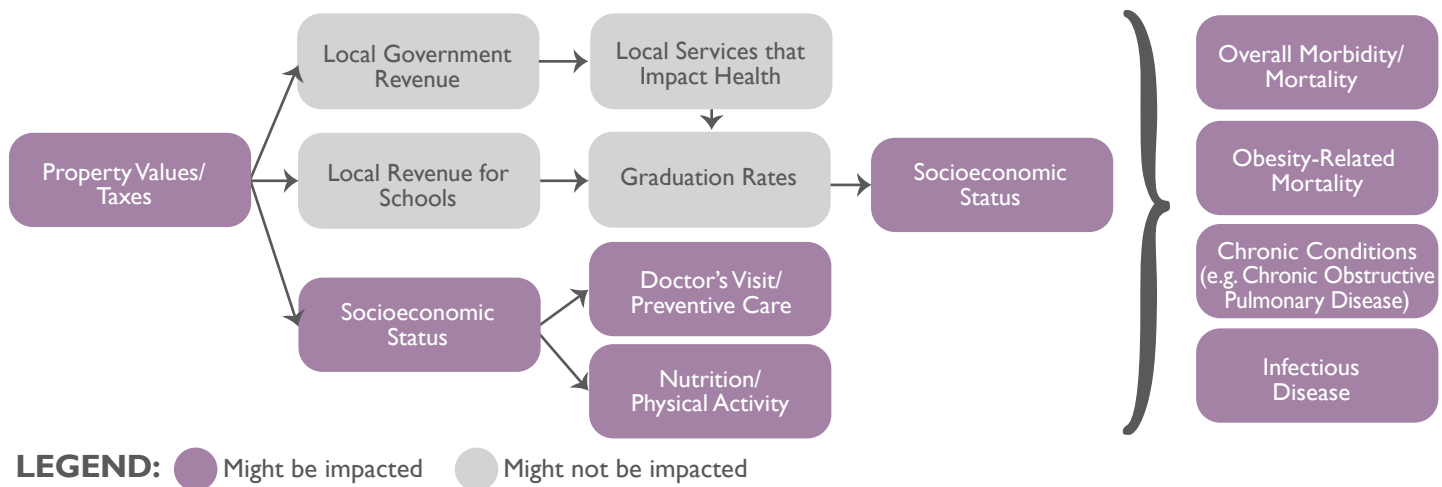 Property Values/
Taxes
Local Government
Revenue
Local Services that
Impact Health
Local Revenue for
Schools
Graduation Rates
Socioeconomic
Status
Socioeconomic
Status
Doctor's Visit/
Preventive Care
Nutrition/
Physical Activity
Overall Morbidity/
Mortality
Obesity-Related
Mortality
Chronic Conditions
(e.g. Chronic Obstructive
Pulmonary Disease)
Infectious
Disease
LEGEND: Might be impacted Might not be impacted